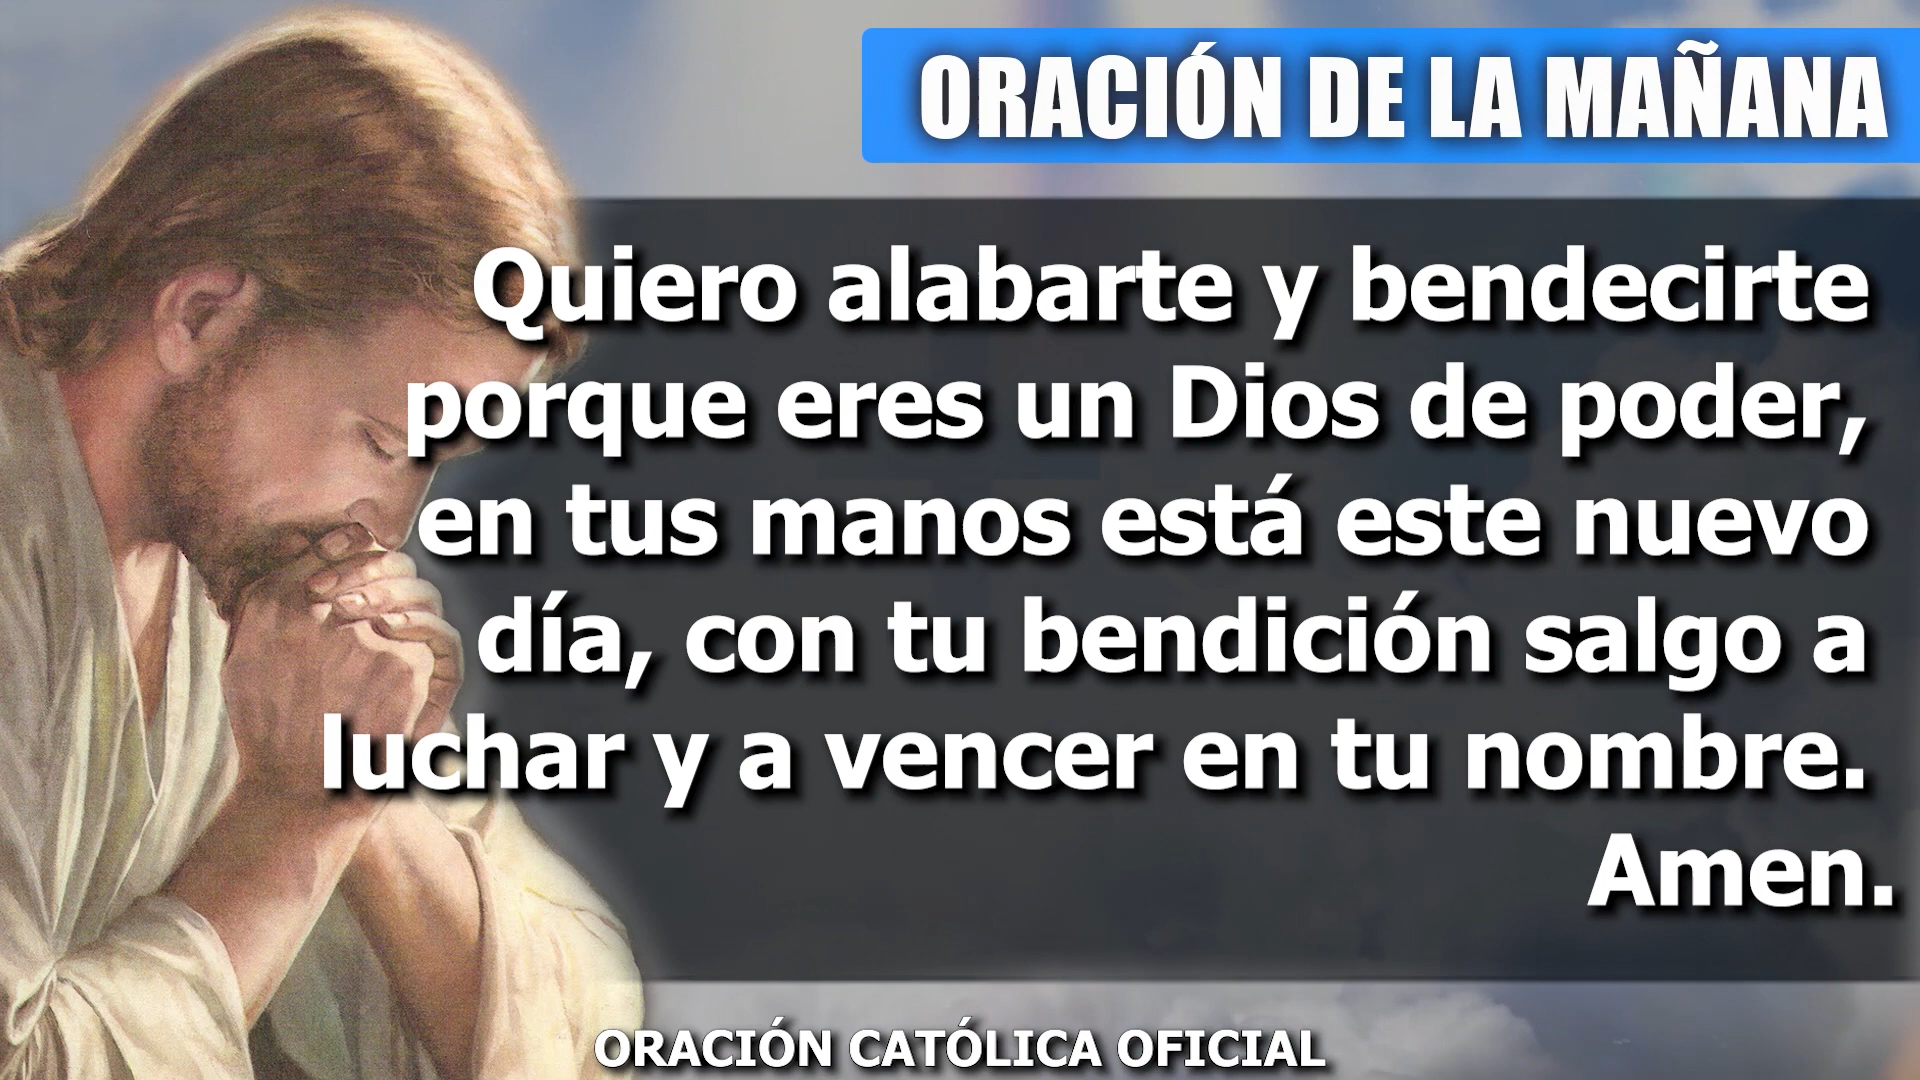 ORACIÓN DE LA MAÑANA
Quiero alabarte y bendecirte
porque eres un Dios de poder,
en tus manos está este nuevo
día, con tu bendición salgo a
luchar y a vencer en tu nombre.
Amen.
ORACIÓN CATÓLICA OFICIAL